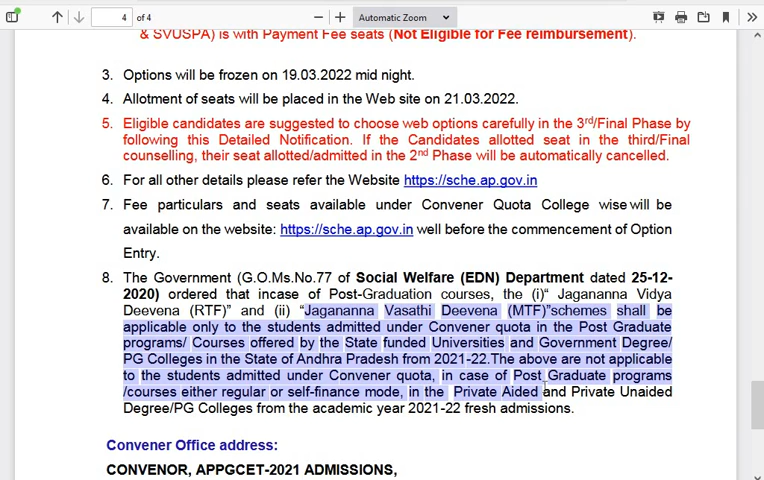 4 of 4
Automatic Zoom
& SVUSPA) is with Payment Fee seats (Not Eligible for Fee reimbursement).
3. Options will be frozen on 19.03.2022 mid night.
4. Allotment of seats will be placed in the Web site on 21.03.2022.
5. Eligible candidates are suggested to choose web options carefully in the 3rd/Final Phase by
following this Detailed Notification. If the Candidates allotted seat in the third/Final
counselling, their seat allotted/admitted in the 2nd Phase will be automatically cancelled.
6. For all other details please refer the Website https://sche.ap.gov.in
7. Fee particulars and seats available under Convener Quota College wise will be
available on the website: https://sche.ap.gov.in well before the commencement of Option
Entry.
8. The Government (G.O.Ms.No.77 of Social Welfare (EDN) Department dated 25-12-
2020) ordered that incase of Post-Graduation courses, the (i)“ Jagananna Vidya
Deevena (RTF)” and (ii) “Jagananna Vasathi Deevena (MTF)”schemes shall be
applicable only to the students admitted under Convener quota in the Post Graduate
programs/ Courses offered by the State funded Universities and Government Degree/
PG Colleges in the State of Andhra Pradesh from 2021-22.The above are not applicable
to the students admitted under Convener quota, in case of Post Graduate programs
/courses either regular or self-finance mode, in the Private Aided and Private Unaided
Degree/PG Colleges from the academic year 2021-22 fresh admissions.
Convener Office address:
CONVENOR, APPGCET-2021 ADMISSIONS,